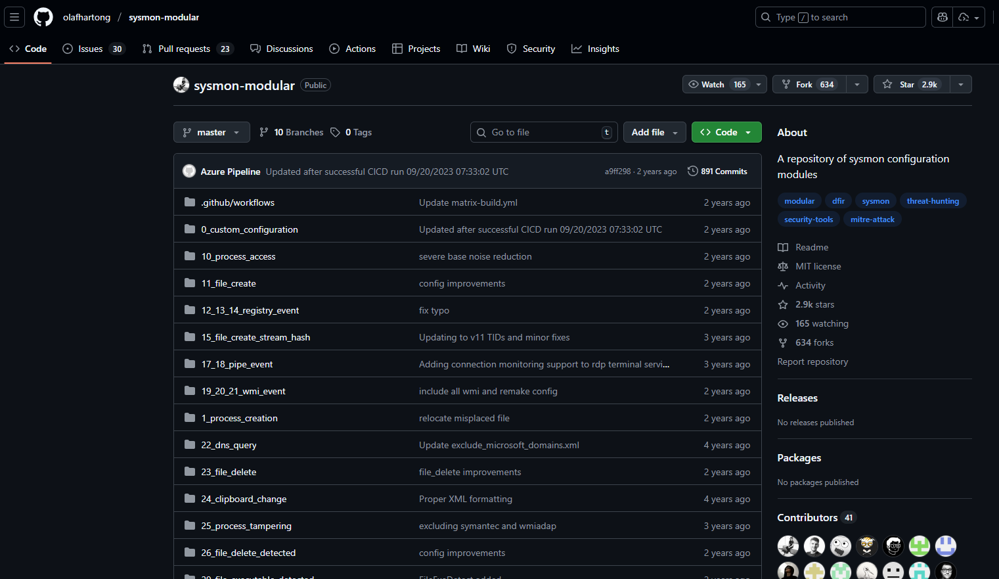 olafhartong / sysmon-modular
Type / to search
Code
Issues 30
Pull requests 23
Discussions
Actions
Projects
Wiki
Security
Insights
sysmon-modular Public
Watch 165
Fork 634
Star 2.9k
master
10 Branches
0 Tags
Go to file t
Add file
Code
Azure Pipeline Updated after successful CICD run 09/20/2023 07:33:02 UTC a9ff298 · 2 years ago 891 Commits
.github/workflows Update matrix-build.yml 2 years ago
0_custom_configuration Updated after successful CICD run 09/20/2023 07:33:02 UTC 2 years ago
10_process_access severe base noise reduction 2 years ago
11_file_create config improvements 2 years ago
12_13_14_registry_event fix typo 2 years ago
15_file_create_stream_hash Updating to v11 TIDs and minor fixes 3 years ago
17_18_pipe_event Adding connection monitoring support to rdp terminal servi... 3 years ago
19_20_21_wmi_event include all wmi and remake config 2 years ago
1_process_creation relocate misplaced file 2 years ago
22_dns_query Update exclude_microsoft_domains.xml 4 years ago
23_file_delete file_delete improvements 2 years ago
24_clipboard_change Proper XML formatting 4 years ago
25_process_tampering excluding symantec and wmiadap 3 years ago
26_file_delete_detected config improvements 2 years ago
About
A repository of sysmon configuration
modules
modular dfir sysmon threat-hunting
security-tools mitre-attack
Readme
MIT license
Activity
2.9k stars
165 watching
634 forks
Report repository
Releases
No releases published
Packages
No packages published
Contributors 41